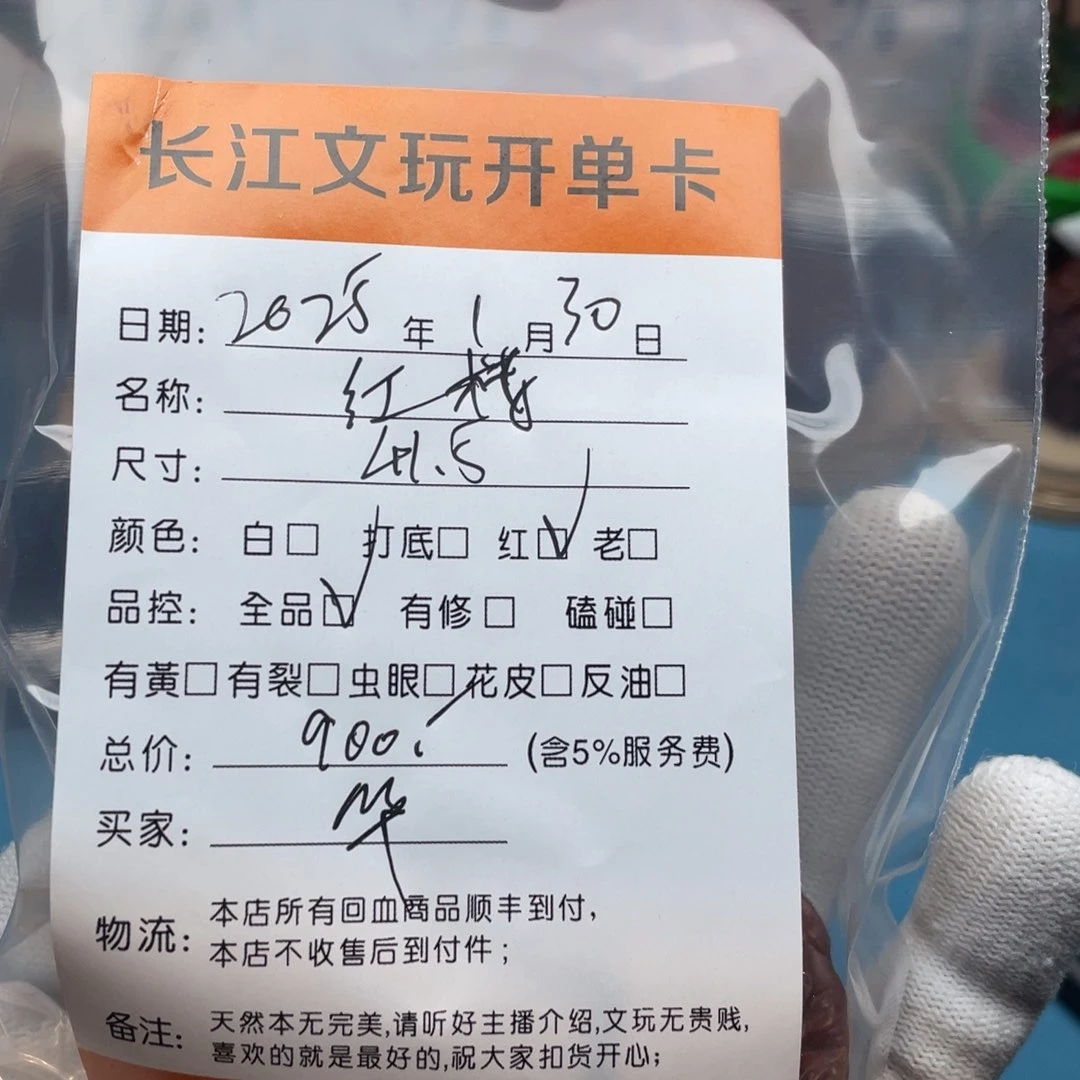 长江文玩开单卡
日期: 2025 年 1 月 30 日
名称: 红
尺寸: 41.5
颜色: 白□ 打底□ 红☑ 老□
品控: 全品☑ 有修□ 磕碰□
有黄□有裂□虫眼□花皮□反油□
总价: 900 (含5%服务费)
买家:
物流: 本店所有回血商品顺丰到付,
本店不收售后到付件;
备注: 天然本无完美,请听好主播介绍,文玩无贵贱,
喜欢的就是最好的,祝大家扣货开心;